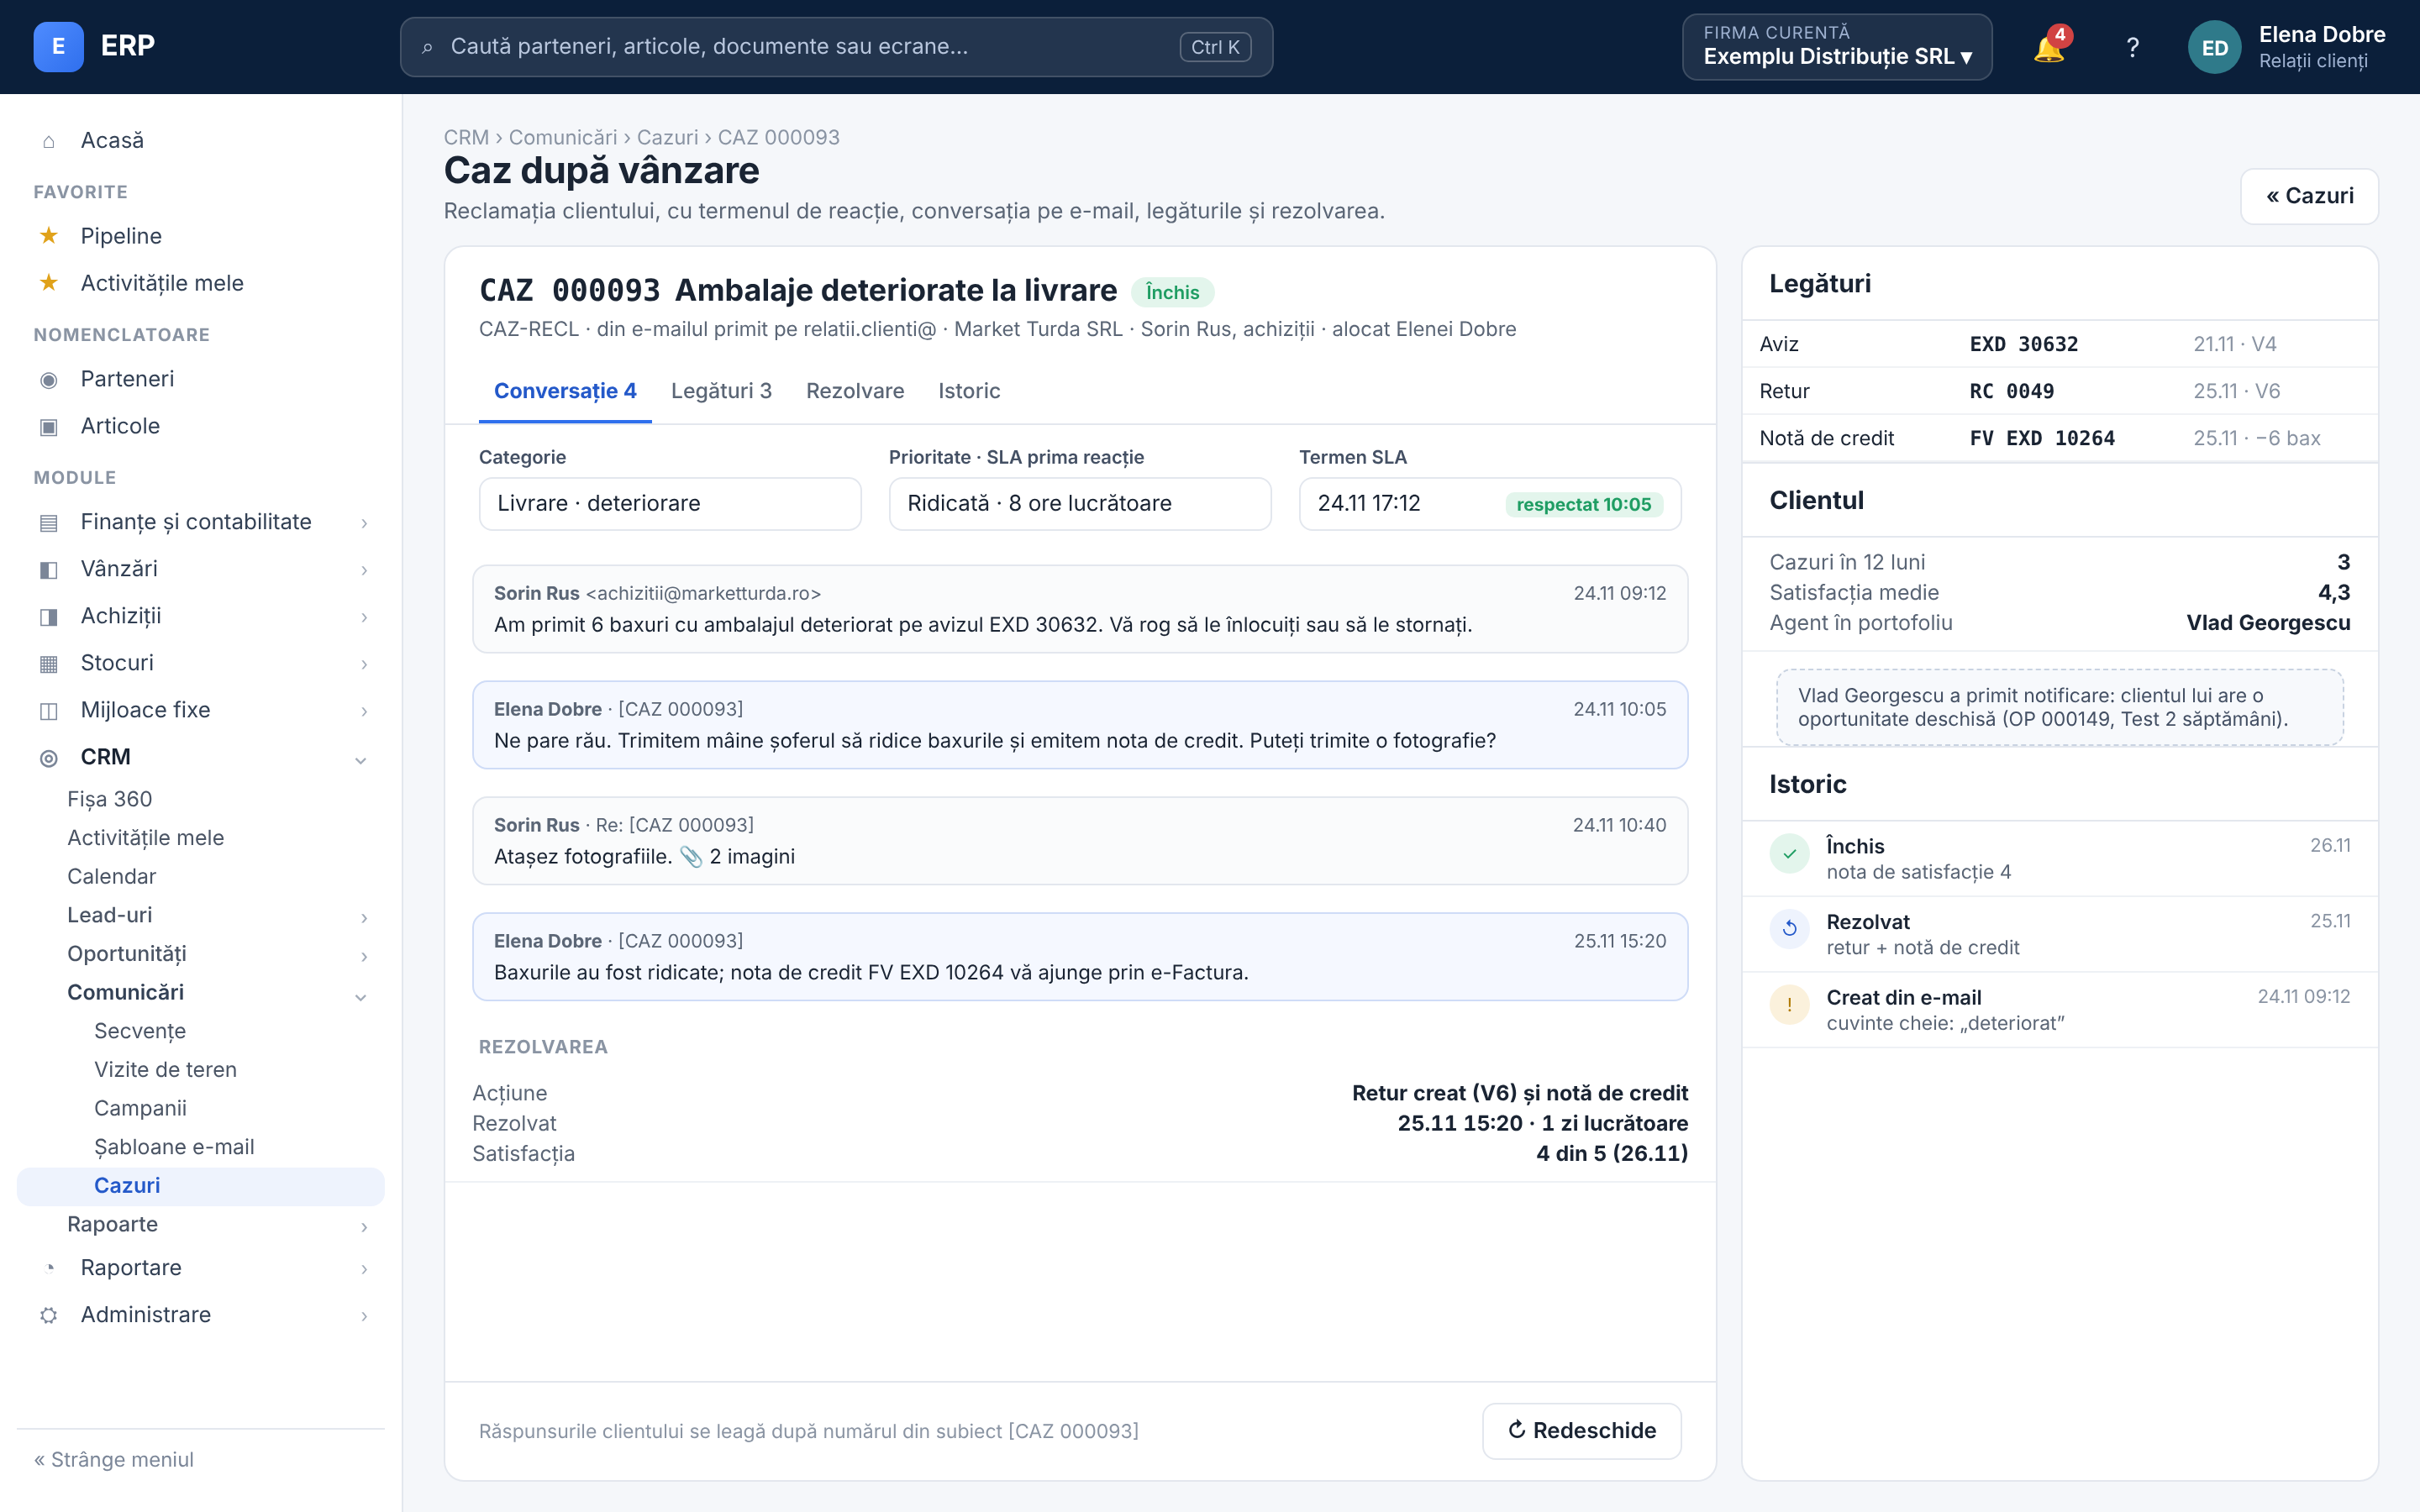 E ERP
Caută parteneri, articole, documente sau ecrane... Ctrl K
FIRMA CURENTĂ
Exemplu Distribuție SRL ▾
4
?
ED
Elena Dobre
Relații clienți
Acasă
FAVORITE
★ Pipeline
★ Activitățile mele
NOMENCLATOARE
Parteneri
Articole
MODULE
Finanțe și contabilitate ›
Vânzări ›
Achiziții ›
Stocuri ›
Mijloace fixe ›
CRM
Fișa 360
Activitățile mele
Calendar
Lead-uri ›
Oportunități ›
Comunicări
Secvențe
Vizite de teren
Campanii
Șabloane e-mail
Cazuri
Rapoarte ›
Raportare ›
Administrare ›
« Strânge meniul
CRM › Comunicări › Cazuri › CAZ 000093
Caz după vânzare
Reclamația clientului, cu termenul de reacție, conversația pe e-mail, legăturile și rezolvarea.
« Cazuri
CAZ 000093 Ambalaje deteriorate la livrare Închis
CAZ-RECL · din e-mailul primit pe relatii.clienti@ · Market Turda SRL · Sorin Rus, achiziții · alocat Elenei Dobre
Conversație 4 Legături 3 Rezolvare Istoric
Categorie Prioritate · SLA prima reacție Termen SLA
Livrare · deteriorare Ridicată · 8 ore lucrătoare 24.11 17:12 respectat 10:05
Sorin Rus <achizitii@marketturda.ro> 24.11 09:12
Am primit 6 baxuri cu ambalajul deteriorat pe avizul EXD 30632. Vă rog să le înlocuiți sau să le stornați.
Elena Dobre · [CAZ 000093] 24.11 10:05
Ne pare rău. Trimitem mâine șoferul să ridice baxurile și emitem nota de credit. Puteți trimite o fotografie?
Sorin Rus · Re: [CAZ 000093] 24.11 10:40
Atașez fotografiile. 📎 2 imagini
Elena Dobre · [CAZ 000093] 25.11 15:20
Baxurile au fost ridicate; nota de credit FV EXD 10264 vă ajunge prin e-Factura.
REZOLVAREA
Acțiune Retur creat (V6) și notă de credit
Rezolvat 25.11 15:20 · 1 zi lucrătoare
Satisfacția 4 din 5 (26.11)
Răspunsurile clientului se leagă după numărul din subiect [CAZ 000093]
↻ Redeschide
Legături
Aviz EXD 30632 21.11 · V4
Retur RC 0049 25.11 · V6
Notă de credit FV EXD 10264 25.11 · −6 bax
Clientul
Cazuri în 12 luni 3
Satisfacția medie 4,3
Agent în portofoliu Vlad Georgescu
Vlad Georgescu a primit notificare: clientul lui are o
oportunitate deschisă (OP 000149, Test 2 săptămâni).
Istoric
✓ Închis 26.11
nota de satisfacție 4
Rezolvat 25.11
retur + notă de credit
! Creat din e-mail 24.11 09:12
cuvinte cheie: „deteriorat”